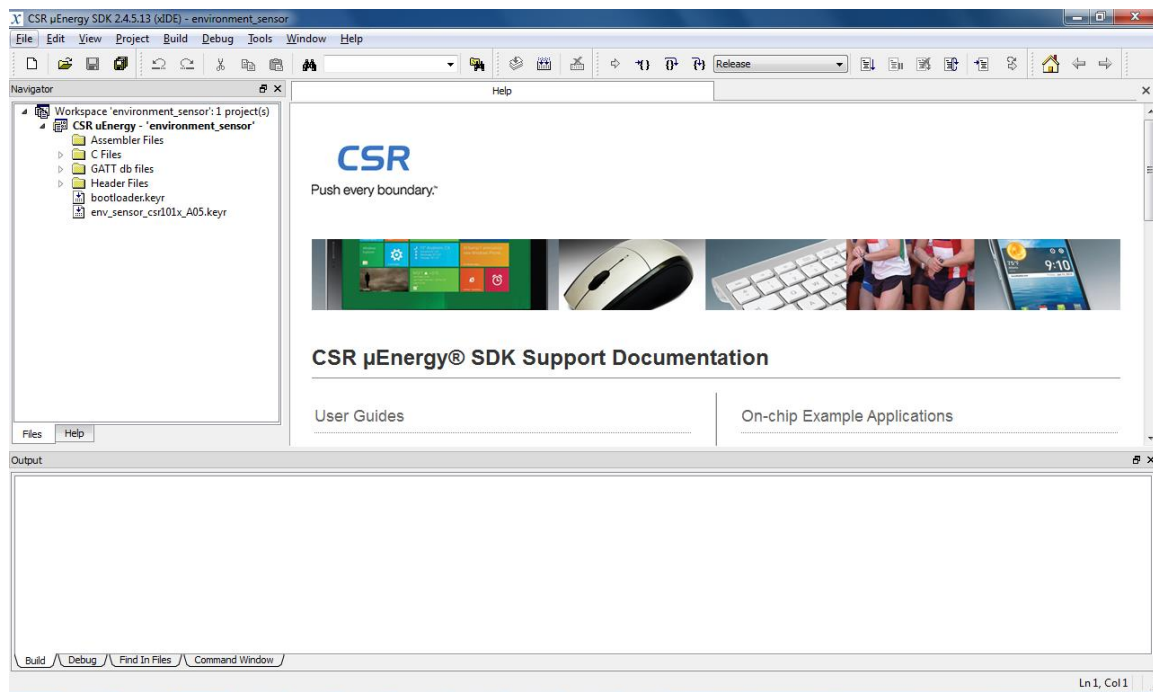 CSR µEnergy SDK 2.4.5.13 (xIDE) - environment_sensor
File Edit View Project Build Debug Tools Window Help
Release
Navigator
Help
Workspace 'environment_sensor': 1 project(s)
CSR uEnergy - 'environment_sensor'
Assembler Files
C Files
GATT db files
Header Files
bootloader.keyr
env_sensor_csr101x_A05.keyr
Files Help
CSR
Push every boundary.™
9:10
CSR µEnergy® SDK Support Documentation
User Guides
On-chip Example Applications
Output
Build Debug Find In Files Command Window
Ln 1, Col 1